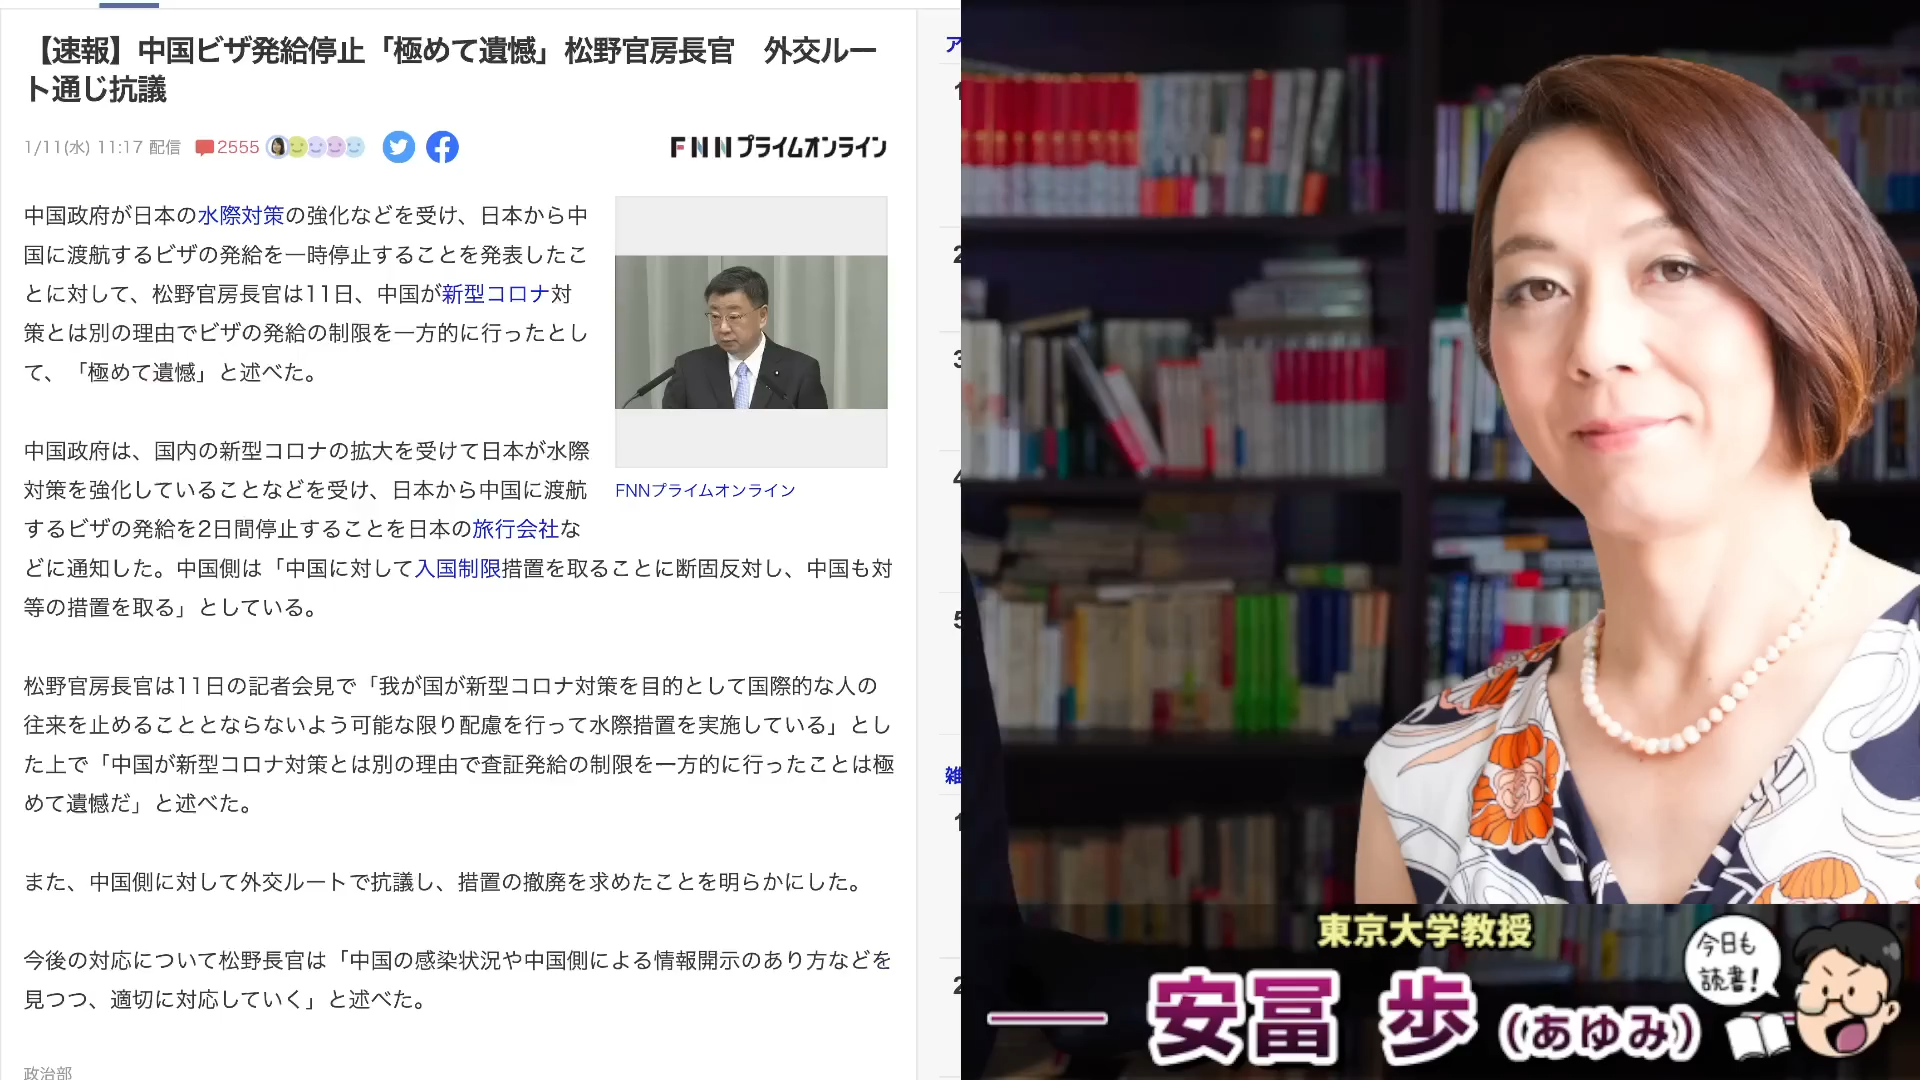 【速報】中国ビザ発給停止「極めて遺憾」松野官房長官　外交ルー
ト通じ抗議
1/11(水) 11:17 配信
2555
FNNプライムオンライン
中国政府が日本の水際対策の強化などを受け、日本から中
国に渡航するビザの発給を一時停止することを発表したこ
とに対して、松野官房長官は11日、中国が新型コロナ対
策とは別の理由でビザの発給の制限を一方的に行ったとし
て、「極めて遺憾」と述べた。
中国政府は、国内の新型コロナの拡大を受けて日本が水際
対策を強化していることなどを受け、日本から中国に渡航
するビザの発給を2日間停止することを日本の旅行会社な
どに通知した。中国側は「中国に対して入国制限措置を取ることに断固反対し、中国も対
等の措置を取る」としている。
FNNプライムオンライン
松野官房長官は11日の記者会見で「我が国が新型コロナ対策を目的として国際的な人の
往来を止めることとならないよう可能な限り配慮を行って水際措置を実施している」とし
た上で「中国が新型コロナ対策とは別の理由で査証発給の制限を一方的に行ったことは極
めて遺憾だ」と述べた。
また、中国側に対して外交ルートで抗議し、措置の撤廃を求めたことを明らかにした。
今後の対応について松野長官は「中国の感染状況や中国側による情報開示のあり方などを
見つつ、適切に対応していく」と述べた。
政治部
ア
1
2
3
4
5
雑
1
2
東京大学教授
安冨 歩 (あゆみ)
今日も
読書!